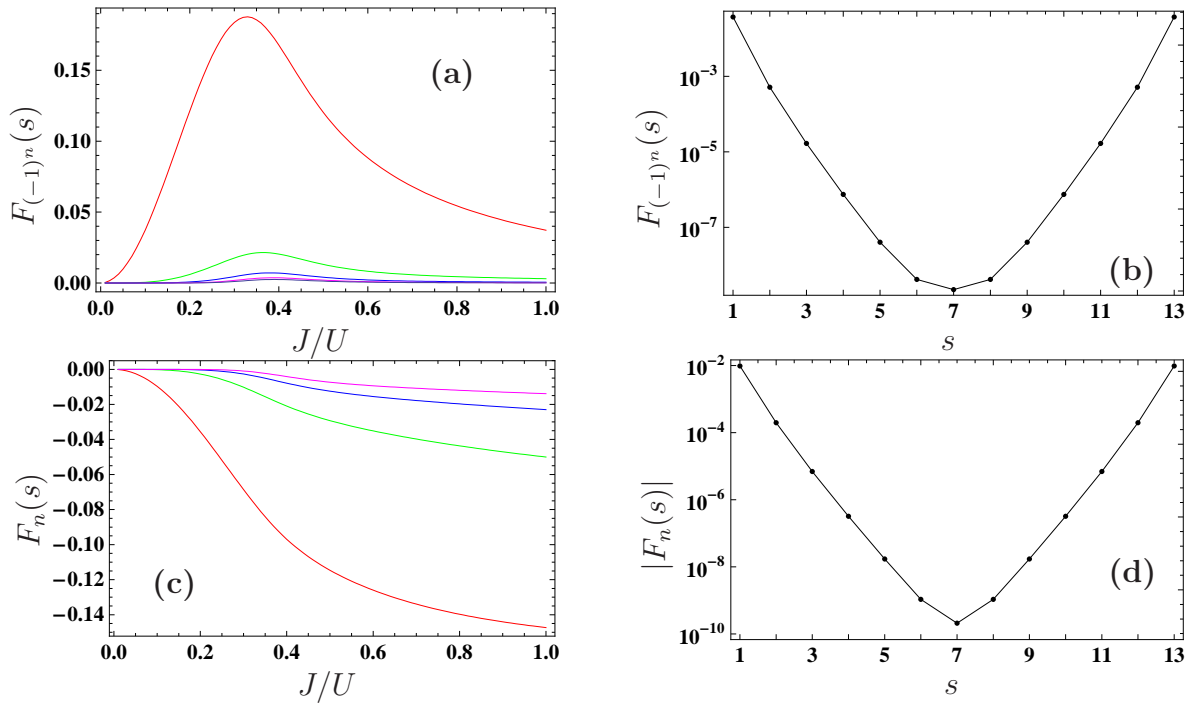 (a)
F_{(-1)^n}(s)
0.15
0.10
0.05
0.00
0.0 0.2 0.4 0.6 0.8 1.0
J/U
(b)
F_{(-1)^n}(s)
10^{-3}
10^{-5}
10^{-7}
1 3 5 7 9 11 13
s
(c)
F_n(s)
0.00
-0.02
-0.04
-0.06
-0.08
-0.10
-0.12
-0.14
0.0 0.2 0.4 0.6 0.8 1.0
J/U
(d)
|F_n(s)|
10^{-2}
10^{-4}
10^{-6}
10^{-8}
10^{-10}
1 3 5 7 9 11 13
s